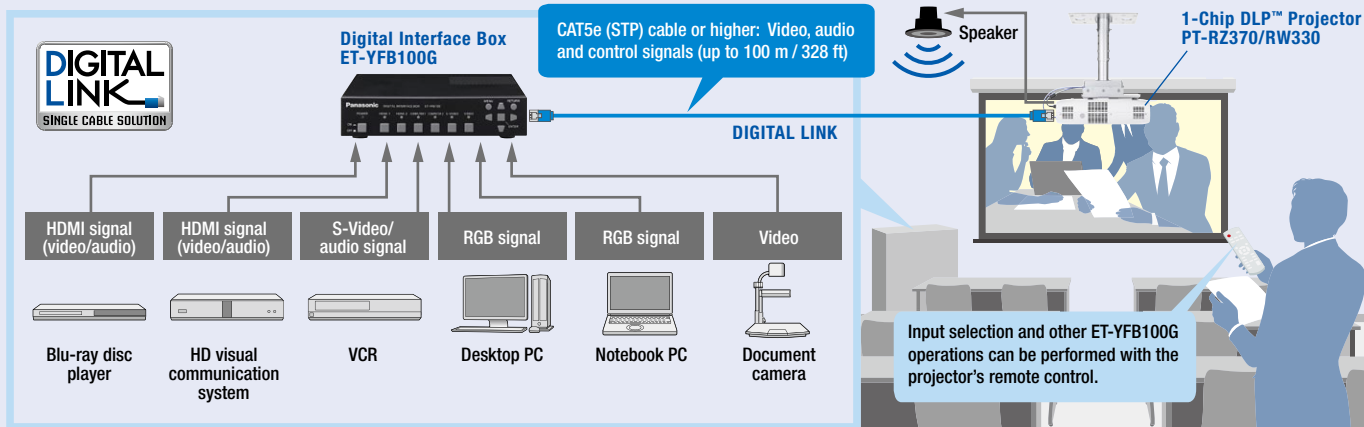 DIGITAL
LINK
SINGLE CABLE SOLUTION
Digital Interface Box
ET-YFB100G
CAT5e (STP) cable or higher: Video, audio
and control signals (up to 100 m / 328 ft)
Speaker
1-Chip DLP™ Projector
PT-RZ370/RW330
Panasonic
MENU
RETURN
ENTER
DIGITAL LINK
HDMI signal
(video/audio)
HDMI signal
(video/audio)
S-Video/
audio signal
RGB signal
RGB signal
Video
Blu-ray disc
player
HD visual
communication
system
VCR
Desktop PC
Notebook PC
Document
camera
Input selection and other ET-YFB100G
operations can be performed with the
projector’s remote control.